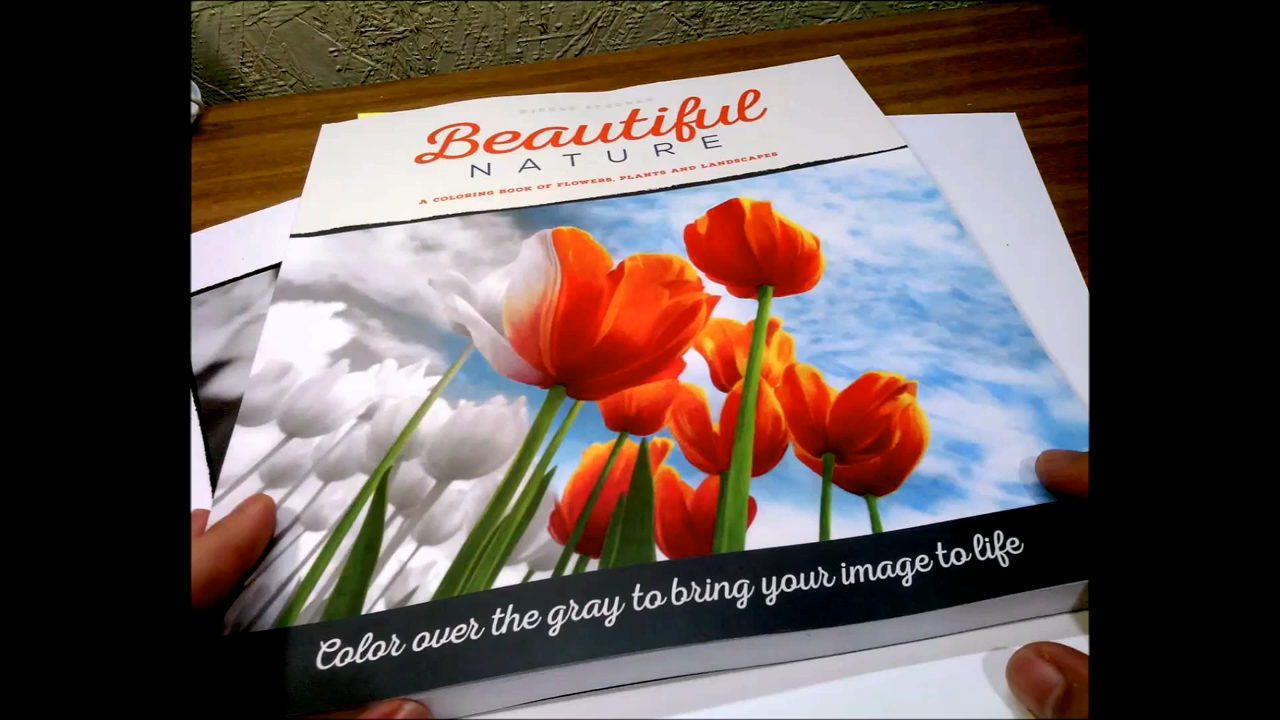 Beautiful
NATURE
A COLORING BOOK OF FLOWERS, PLANTS AND LANDSCAPES
Color over the gray to bring your image to life